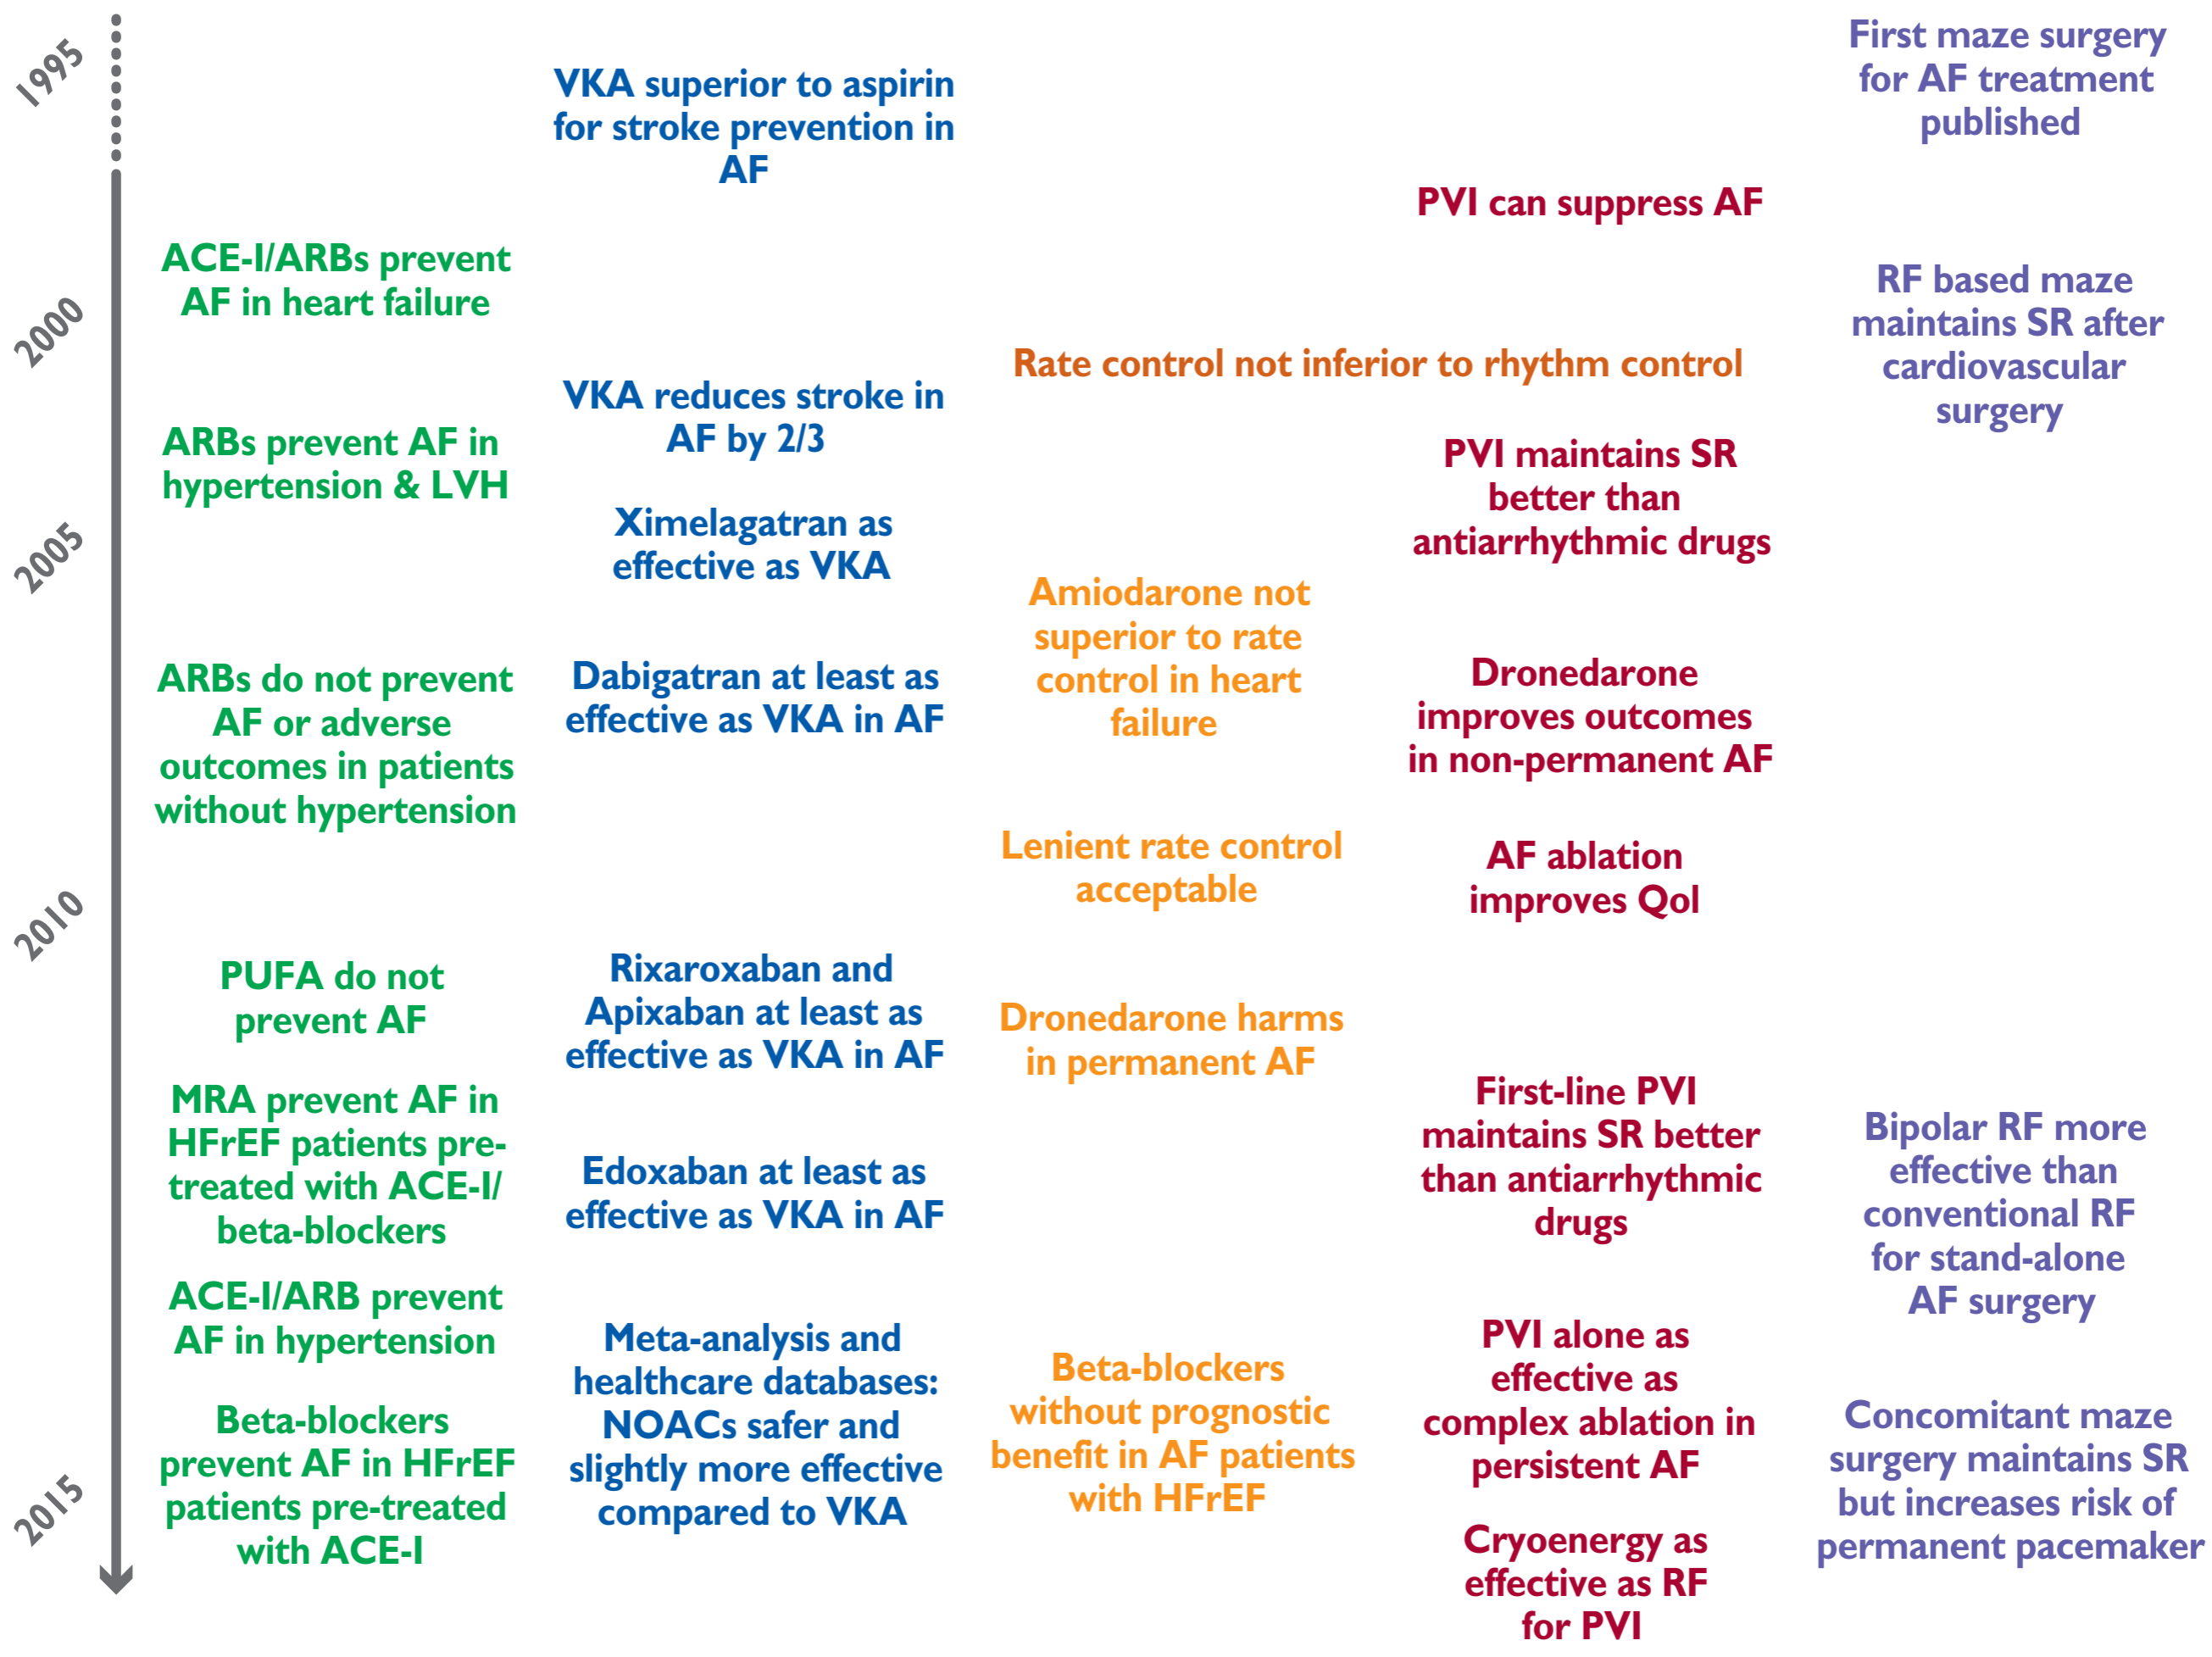 1995
2000
2005
2010
2015
ACE-I/ARBs prevent
AF in heart failure
ARBs prevent AF in
hypertension & LVH
ARBs do not prevent
AF or adverse
outcomes in patients
without hypertension
PUFA do not
prevent AF
MRA prevent AF in
HFrEF patients pre-
treated with ACE-I/
beta-blockers
ACE-I/ARB prevent
AF in hypertension
Beta-blockers
prevent AF in HFrEF
patients pre-treated
with ACE-I
VKA superior to aspirin
for stroke prevention in
AF
VKA reduces stroke in
AF by 2/3
Ximelagatran as
effective as VKA
Dabigatran at least as
effective as VKA in AF
Rixaroxaban and
Apixaban at least as
effective as VKA in AF
Edoxaban at least as
effective as VKA in AF
Meta-analysis and
healthcare databases:
NOACs safer and
slightly more effective
compared to VKA
Rate control not inferior to rhythm control
Amiodarone not
superior to rate
control in heart
failure
Lenient rate control
acceptable
Dronedarone harms
in permanent AF
Beta-blockers
without prognostic
benefit in AF patients
with HFrEF
PVI can suppress AF
PVI maintains SR
better than
antiarrhythmic drugs
Dronedarone
improves outcomes
in non-permanent AF
AF ablation
improves Qol
First-line PVI
maintains SR better
than antiarrhythmic
drugs
PVI alone as
effective as
complex ablation in
persistent AF
Cryoenergy as
effective as RF
for PVI
First maze surgery
for AF treatment
published
RF based maze
maintains SR after
cardiovascular
surgery
Bipolar RF more
effective than
conventional RF
for stand-alone
AF surgery
Concomitant maze
surgery maintains SR
but increases risk of
permanent pacemaker